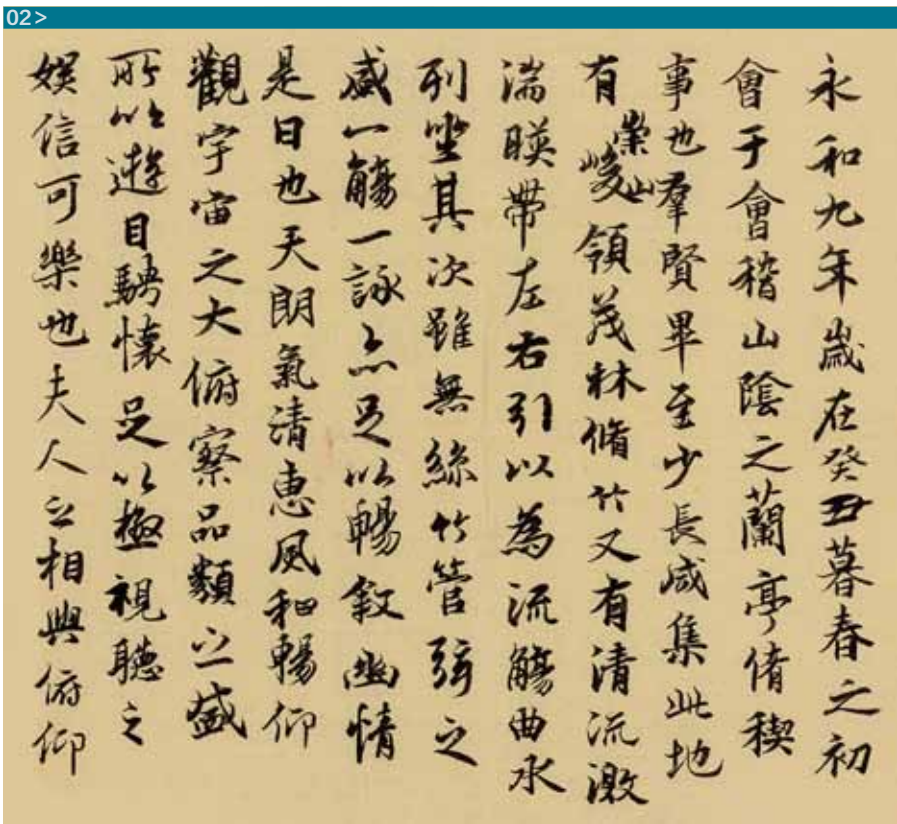 02>
永和九年歲在癸丑暮春之初
會于會稽山陰之蘭亭脩稧
事也羣賢畢至少長咸集此地
有崇山峻領茂林脩竹又有清流激
湍暎帶左右引以為流觴曲水
列坐其次雖無絲竹管弦之
盛一觴一詠亦足以暢敘幽情
是日也天朗氣清惠風和暢仰
觀宇宙之大俯察品類之盛
所以遊目騁懷足以極視聽之
娛信可樂也夫人之相與俯仰